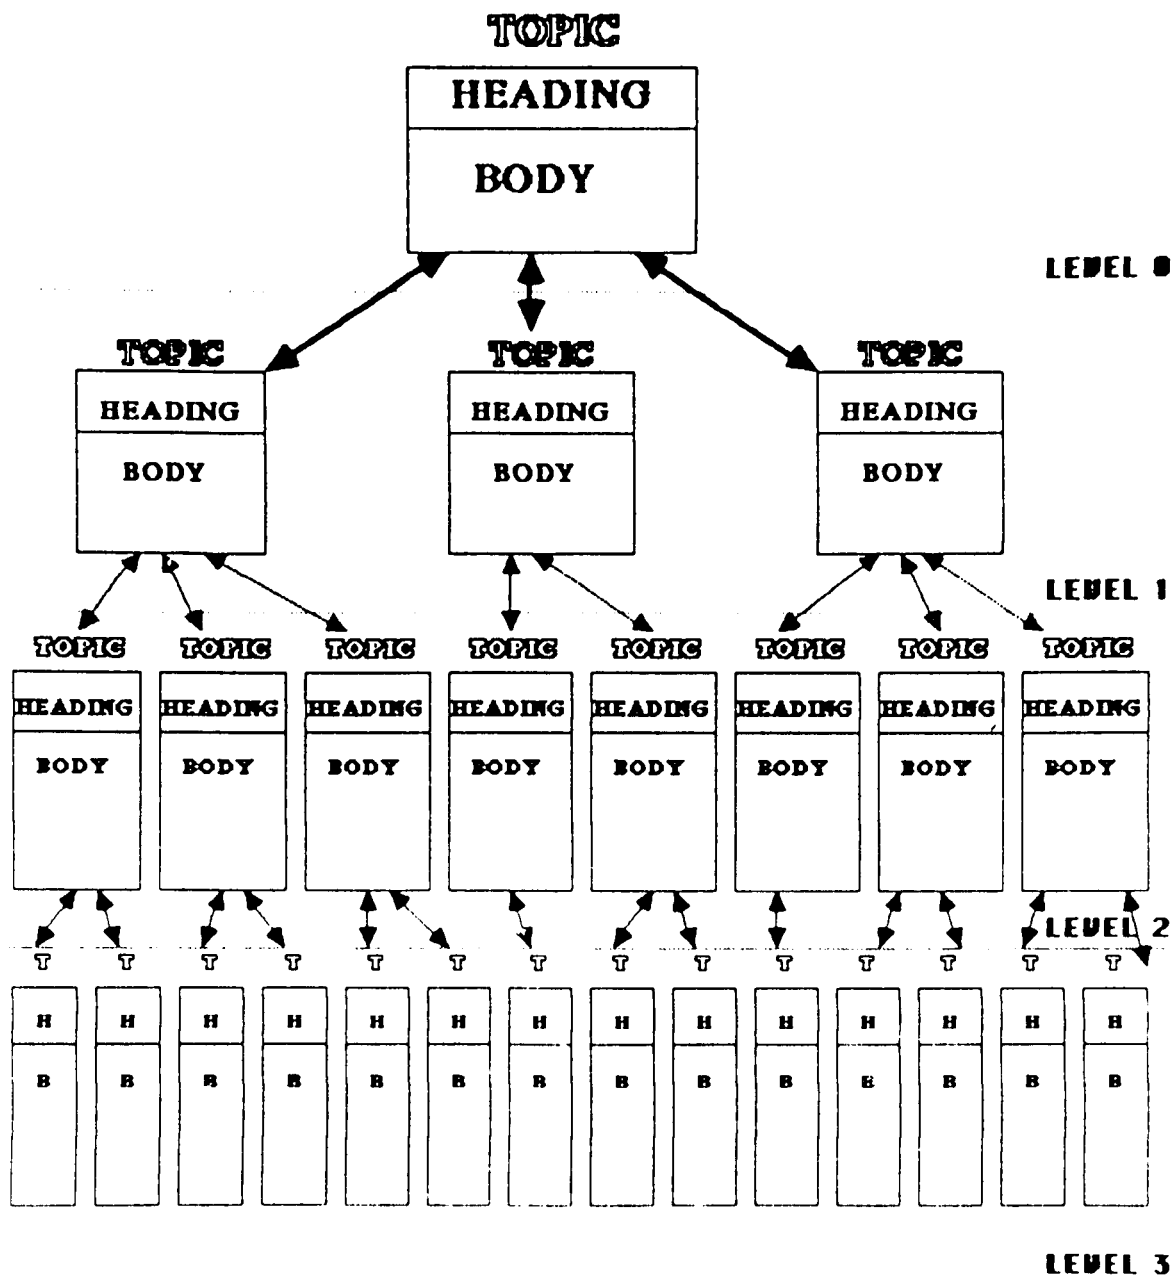 TOPIC
HEADING
BODY
LEVEL 0
TOPIC TOPIC TOPIC
HEADING HEADING HEADING
BODY BODY BODY
LEVEL 1
TOPIC TOPIC TOPIC TOPIC TOPIC TOPIC TOPIC TOPIC
HEADING HEADING HEADING HEADING HEADING HEADING HEADING HEADING
BODY BODY BODY BODY BODY BODY BODY BODY
LEVEL 2
T T T T T T T T T T T T T T
H H H H H H H H H H H H H H
B B B B B B B B B B B B B B
LEVEL 3